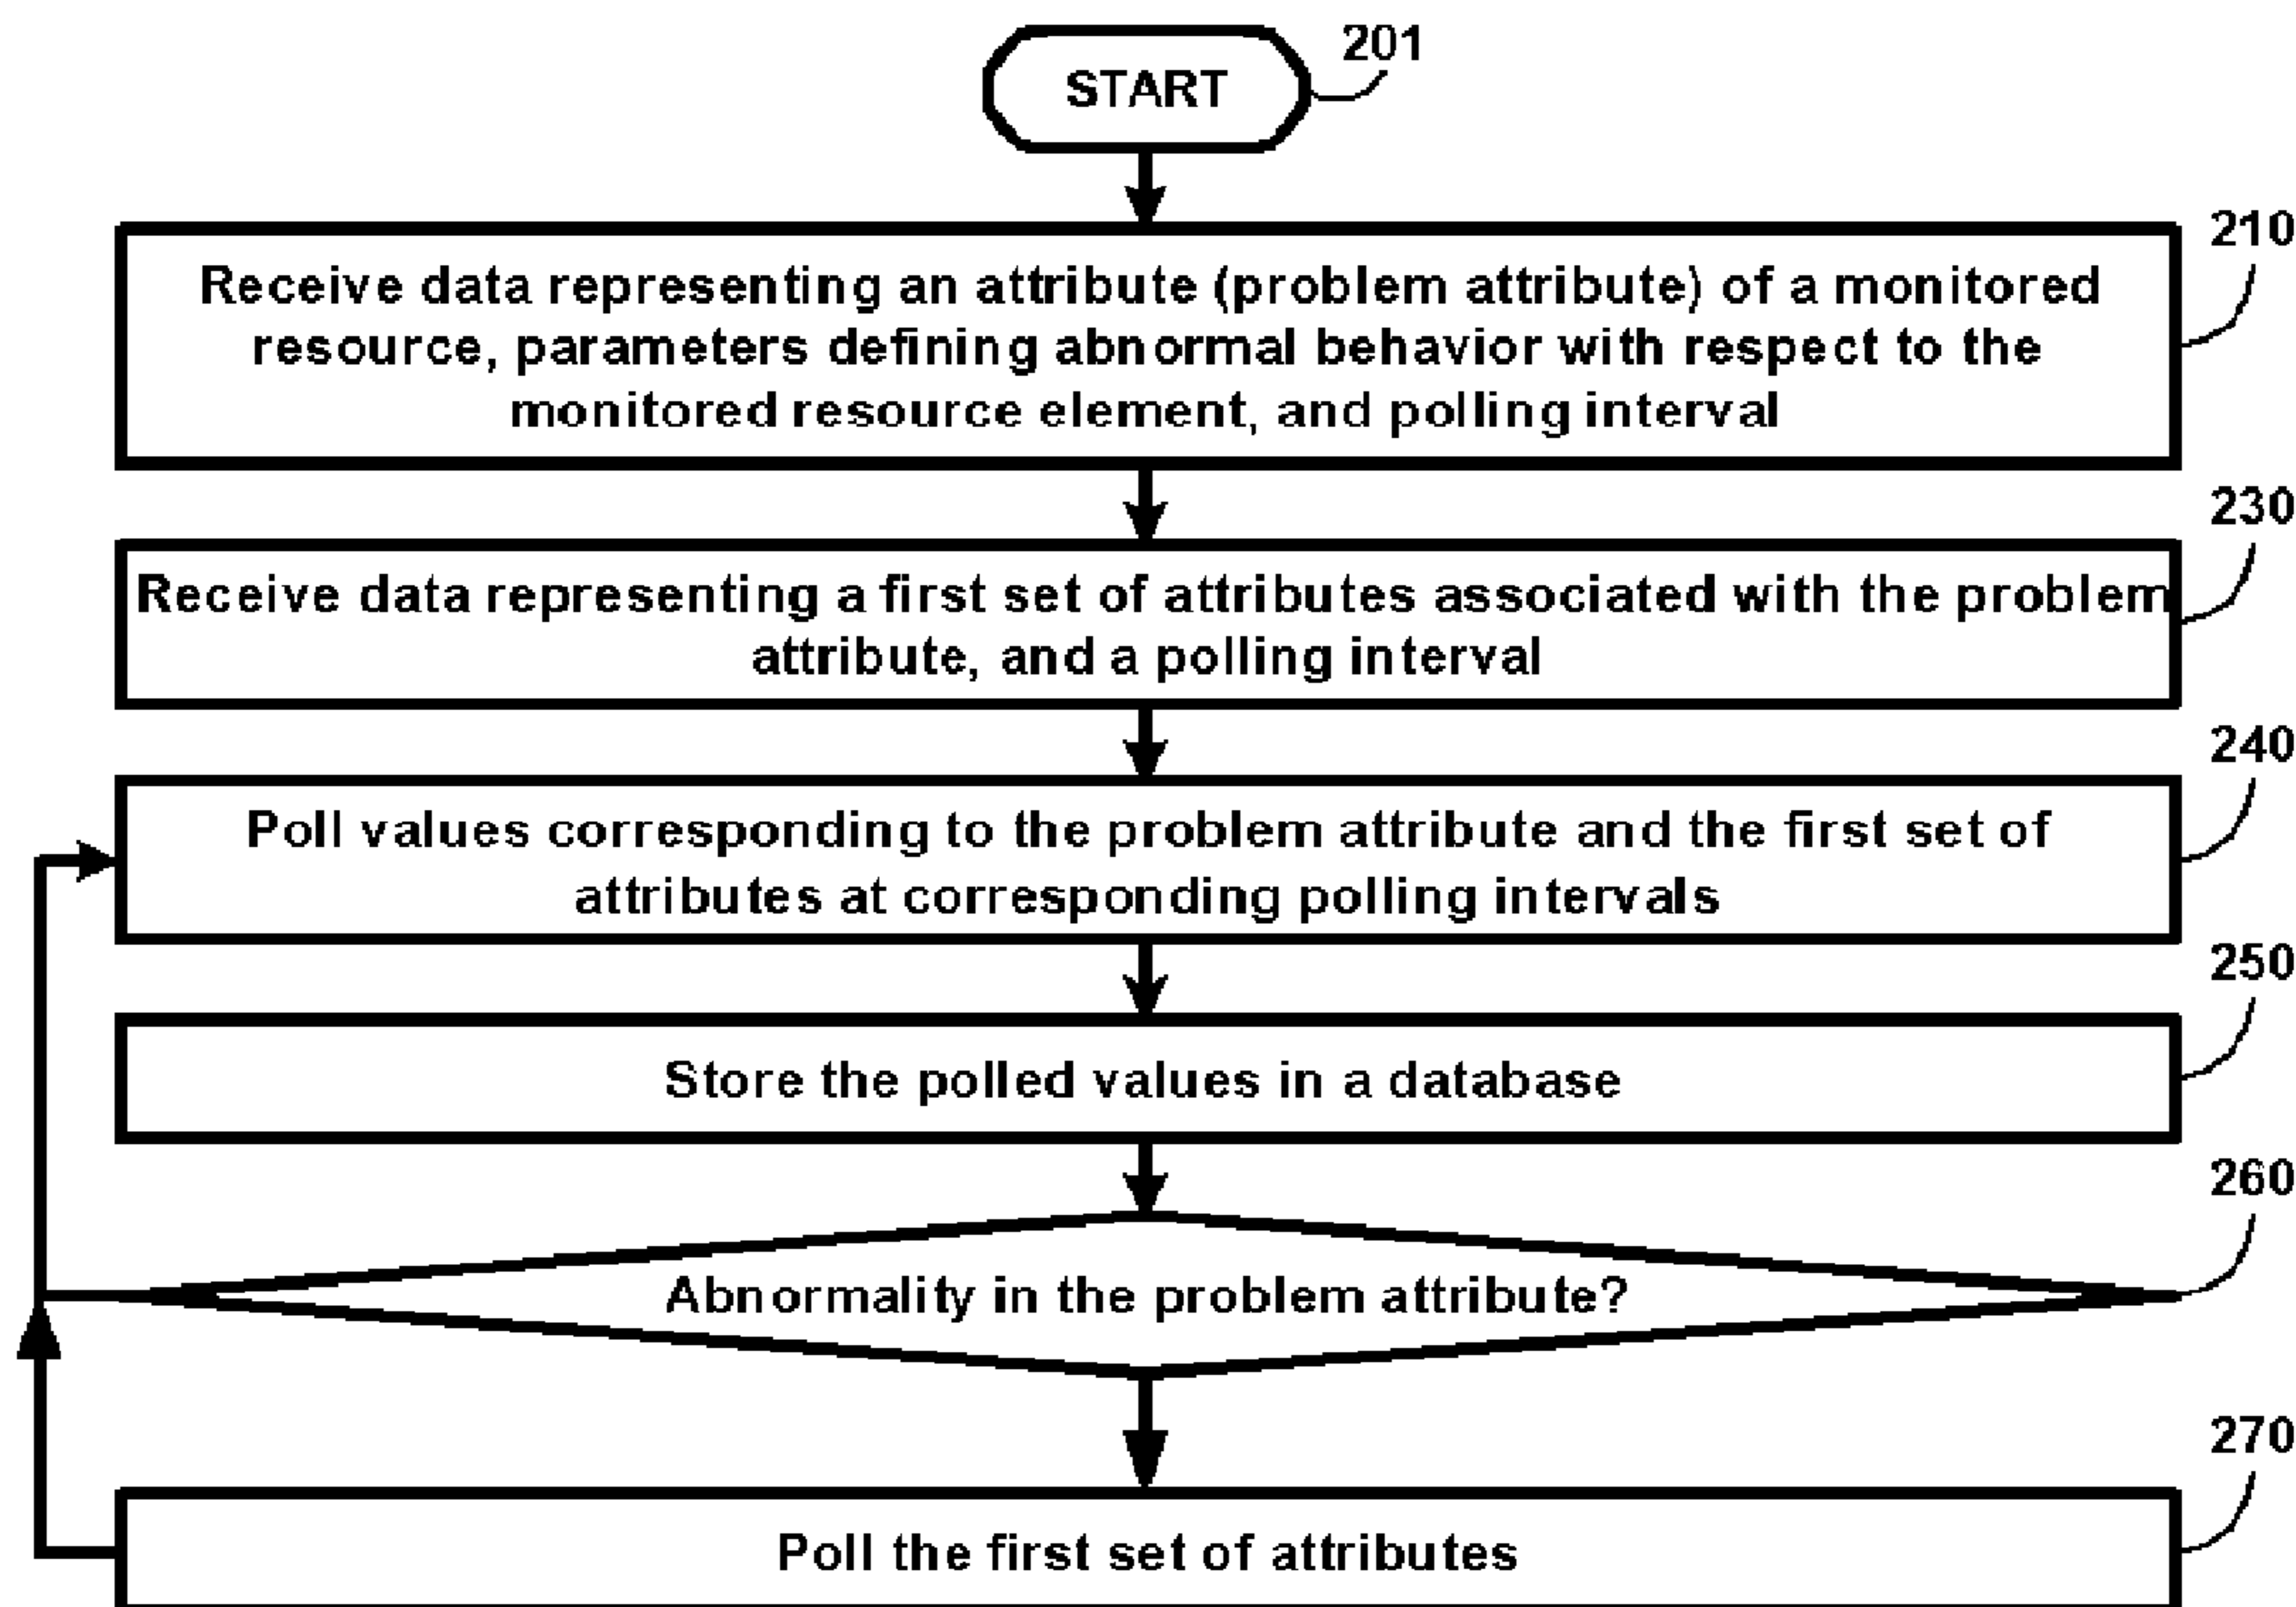 START
201
210
Receive data representing an attribute (problem attribute) of a monitored
resource, parameters defining abnormal behavior with respect to the
monitored resource element, and polling interval
230
Receive data representing a first set of attributes associated with the problem
attribute, and a polling interval
240
Poll values corresponding to the problem attribute and the first set of
attributes at corresponding polling intervals
250
Store the polled values in a database
260
Abnormality in the problem attribute?
270
Poll the first set of attributes